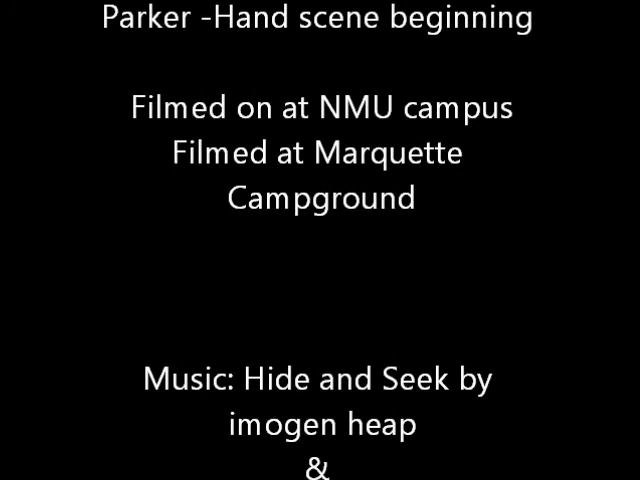 Parker -Hand scene beginning
Filmed on at NMU campus
Filmed at Marquette
Campground
Music: Hide and Seek by
imogen heap
&